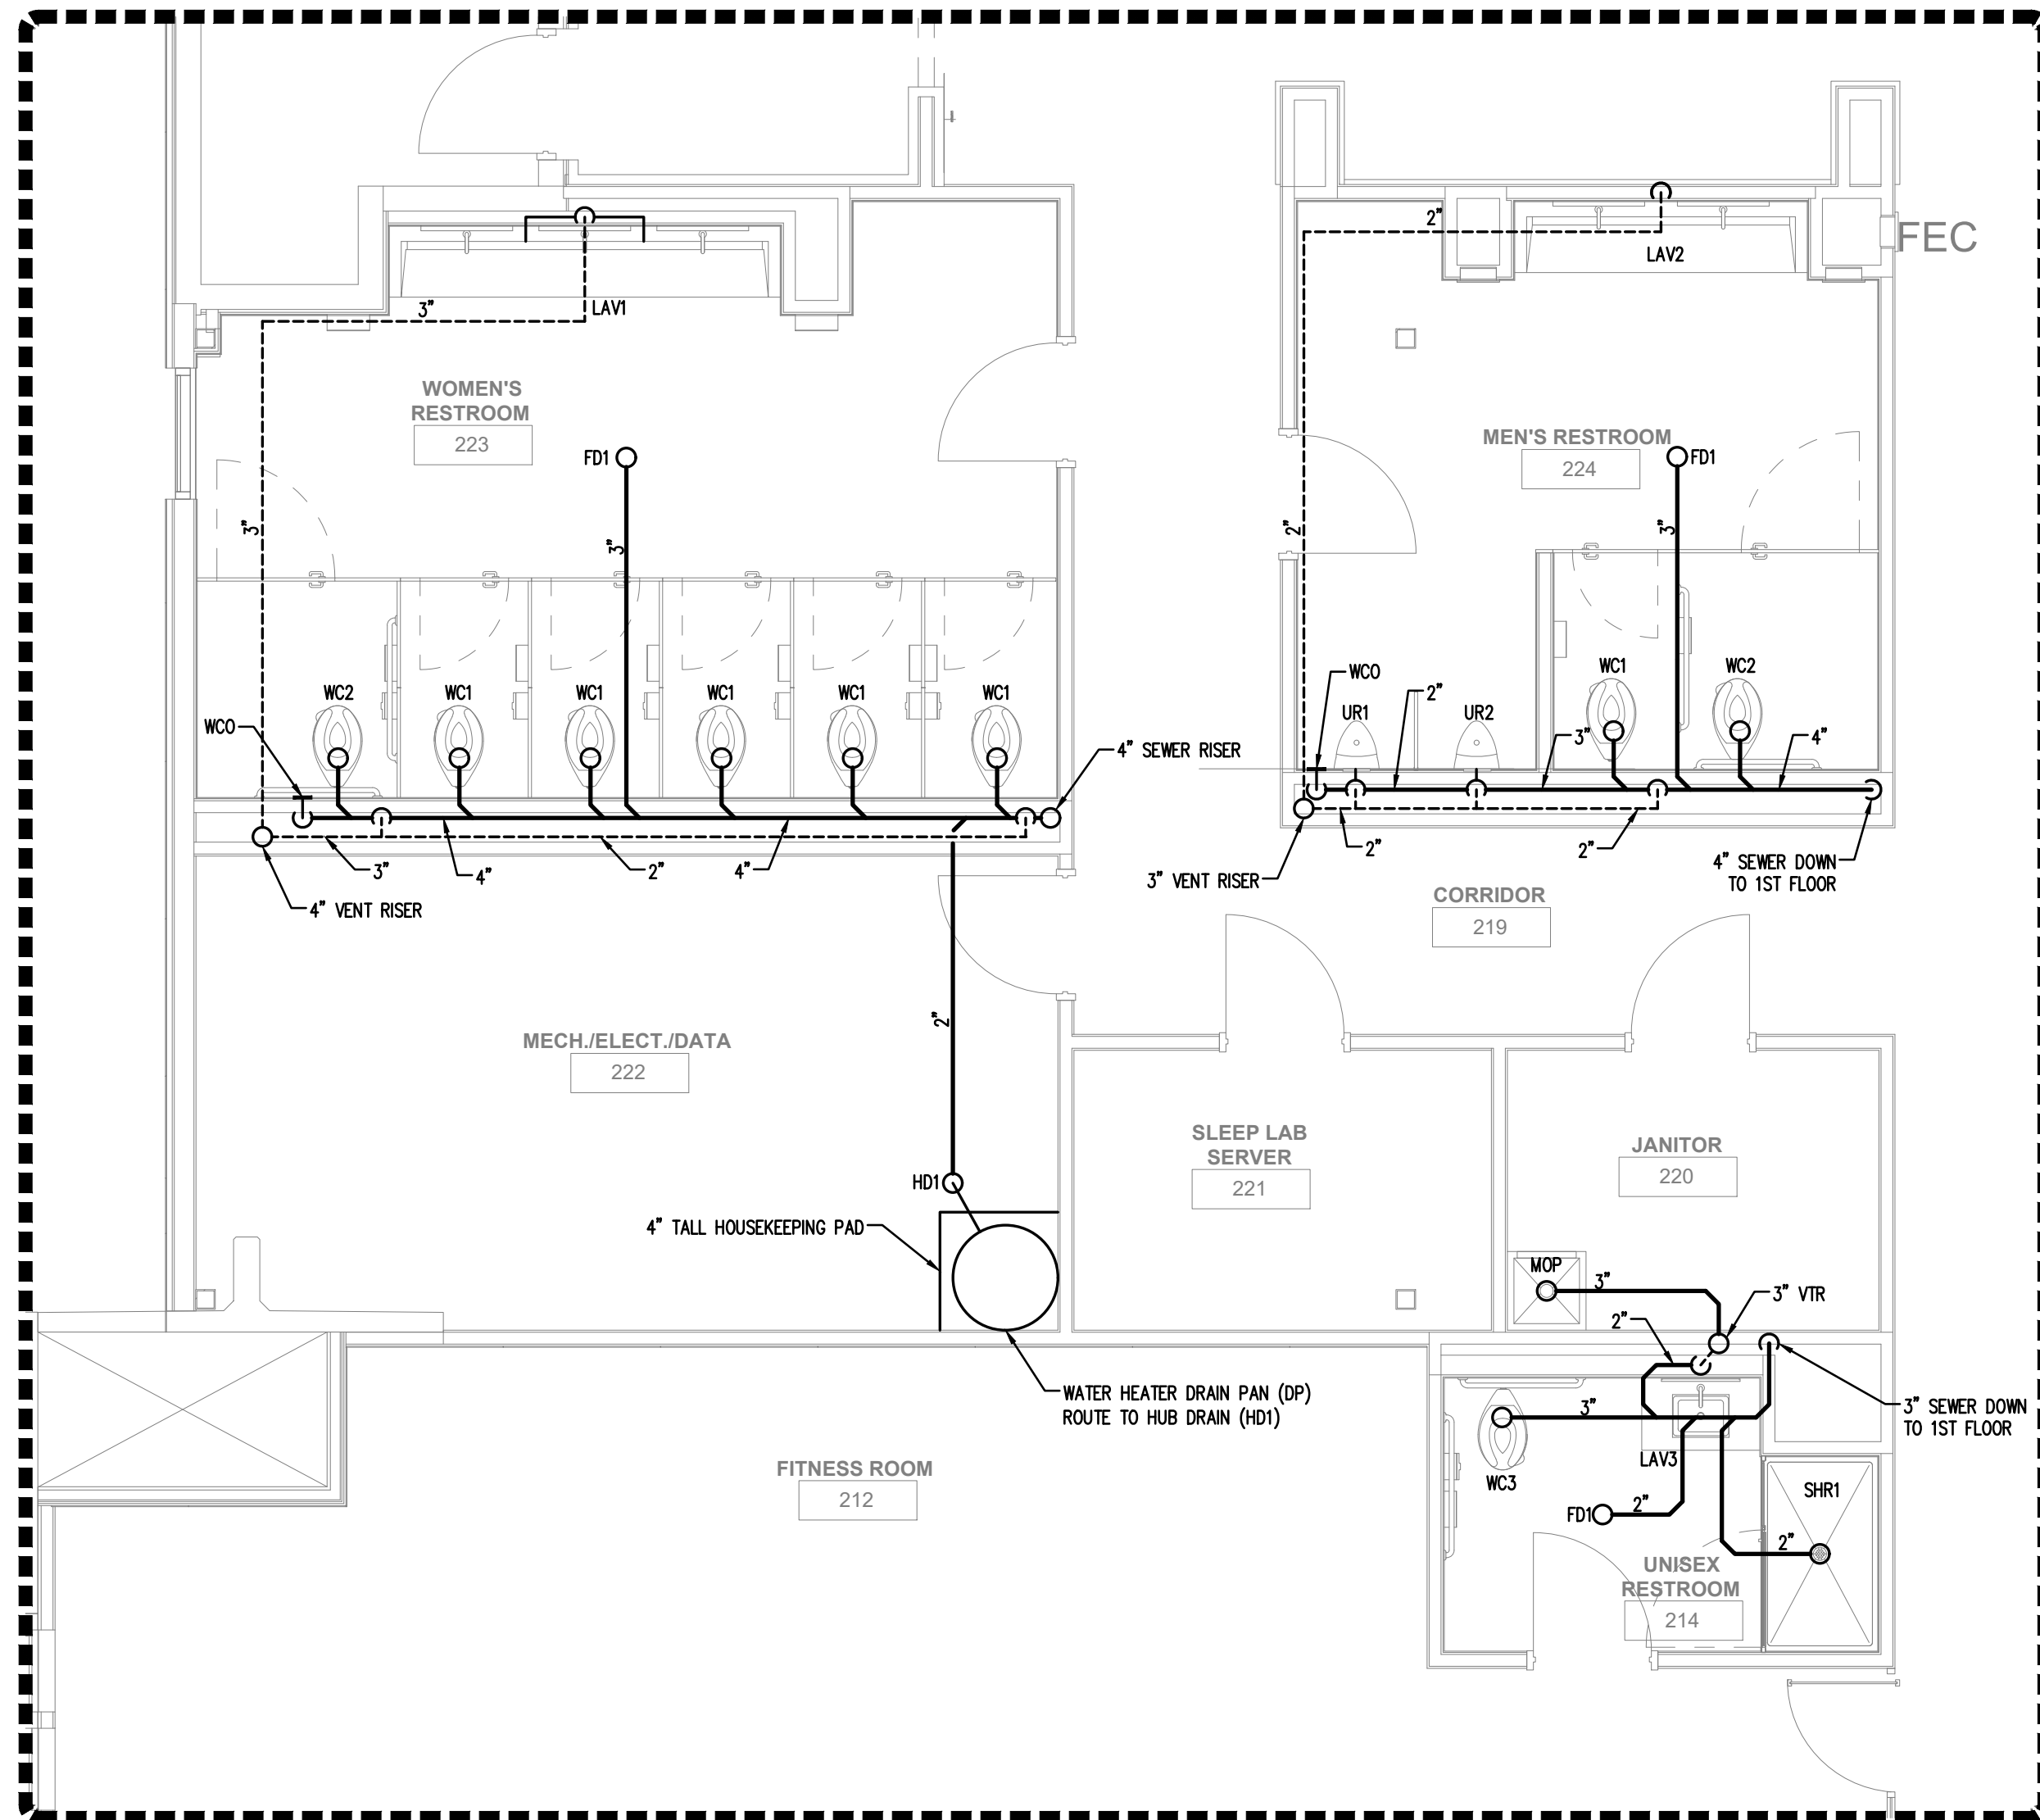 2"
FEC
LAV2
3"
LAV1
WOMEN'S
RESTROOM
223
FD1
MEN'S RESTROOM
224
FD1
3"
3"
2"
3"
WC2
WC1
WC1
WC1
WC1
WC1
WCO
4" SEWER RISER
WCO
2"
UR1
UR2
3"
WC1
WC2
4"
3"
4"
2"
4"
4" VENT RISER
2"
2"
3" VENT RISER
4" SEWER DOWN
TO 1ST FLOOR
CORRIDOR
219
2"
MECH./ELECT./DATA
222
SLEEP LAB
SERVER
221
JANITOR
220
HD1
4" TALL HOUSEKEEPING PAD
MOP
3"
3" VTR
2"
WATER HEATER DRAIN PAN (DP)
ROUTE TO HUB DRAIN (HD1)
3"
3" SEWER DOWN
TO 1ST FLOOR
LAV3
WC3
FITNESS ROOM
212
SHR1
FD1
2"
2"
UNISEX
RESTROOM
214